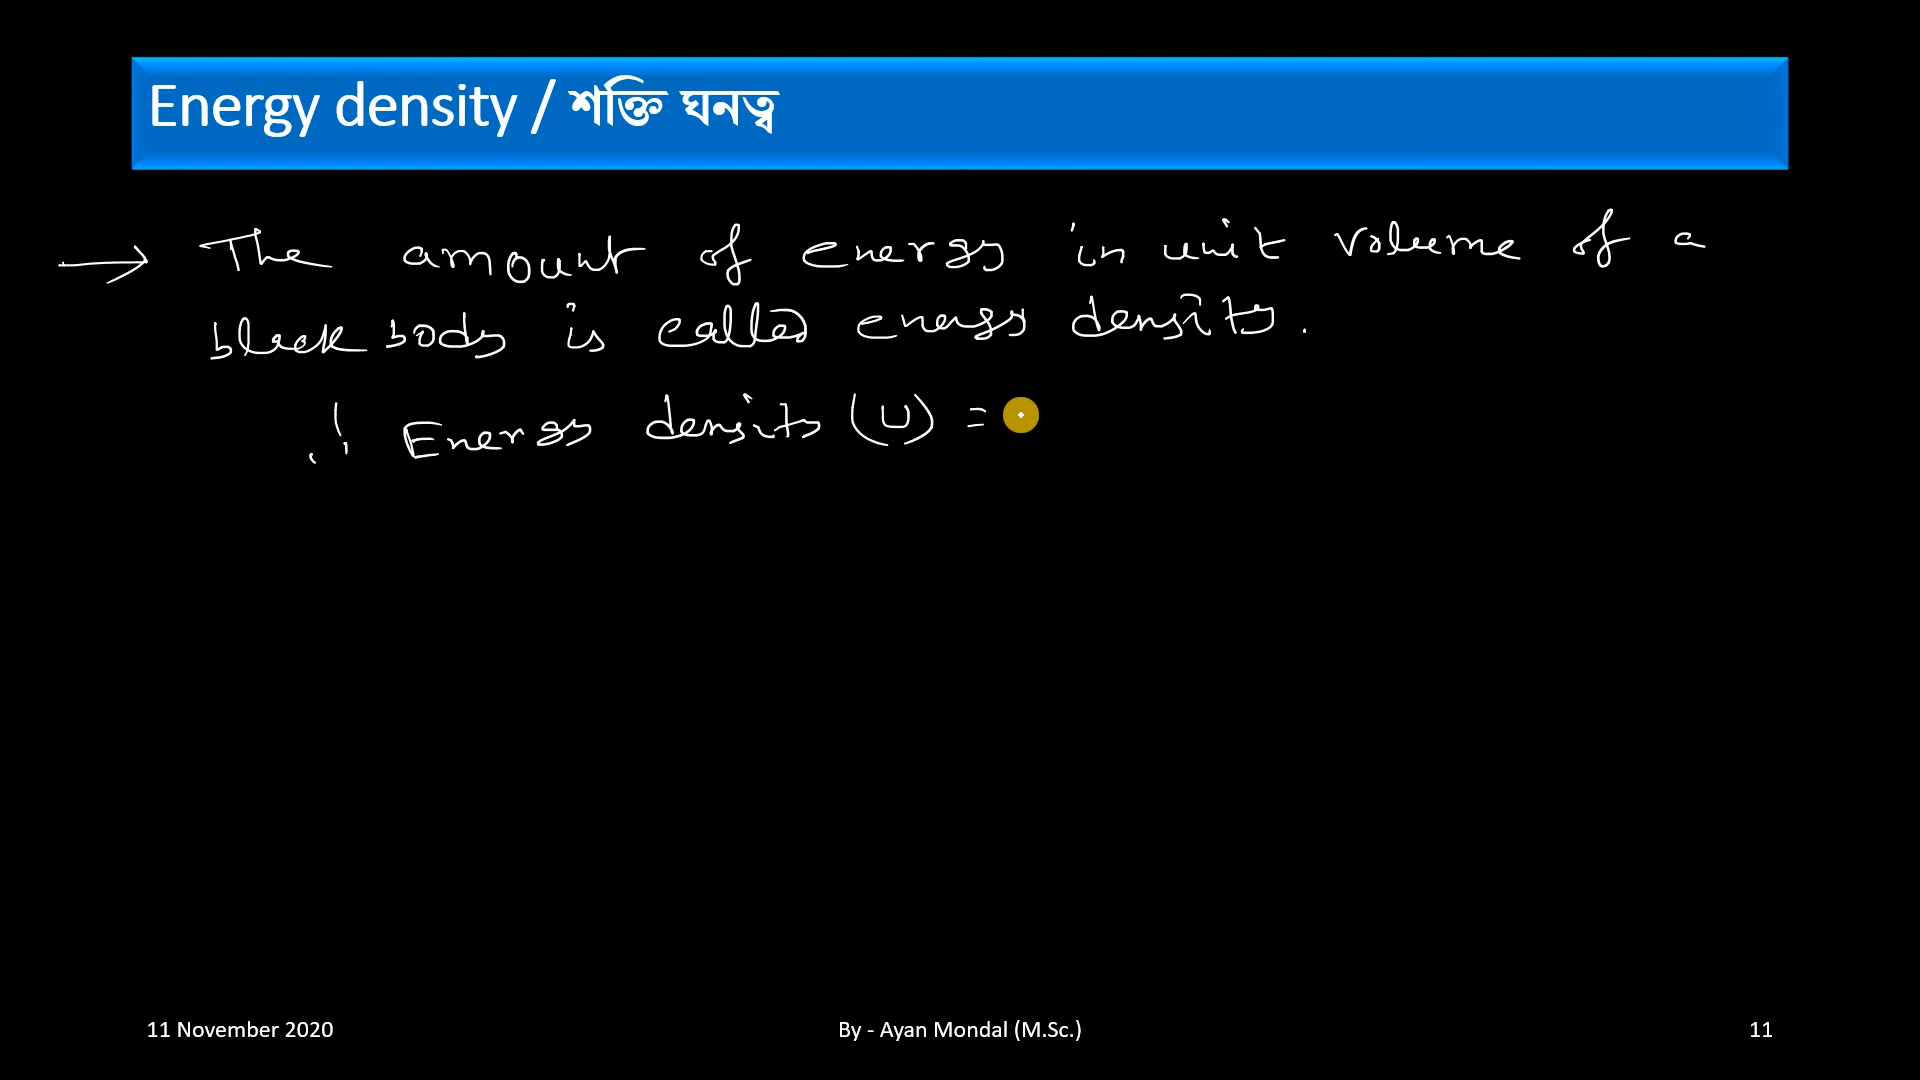 Energy density / শক্তি ঘনত্ব
→ The amount of energy in unit volume of a
black body is called energy density.
∴ Energy density (U) =
11 November 2020
By - Ayan Mondal (M.Sc.)
11